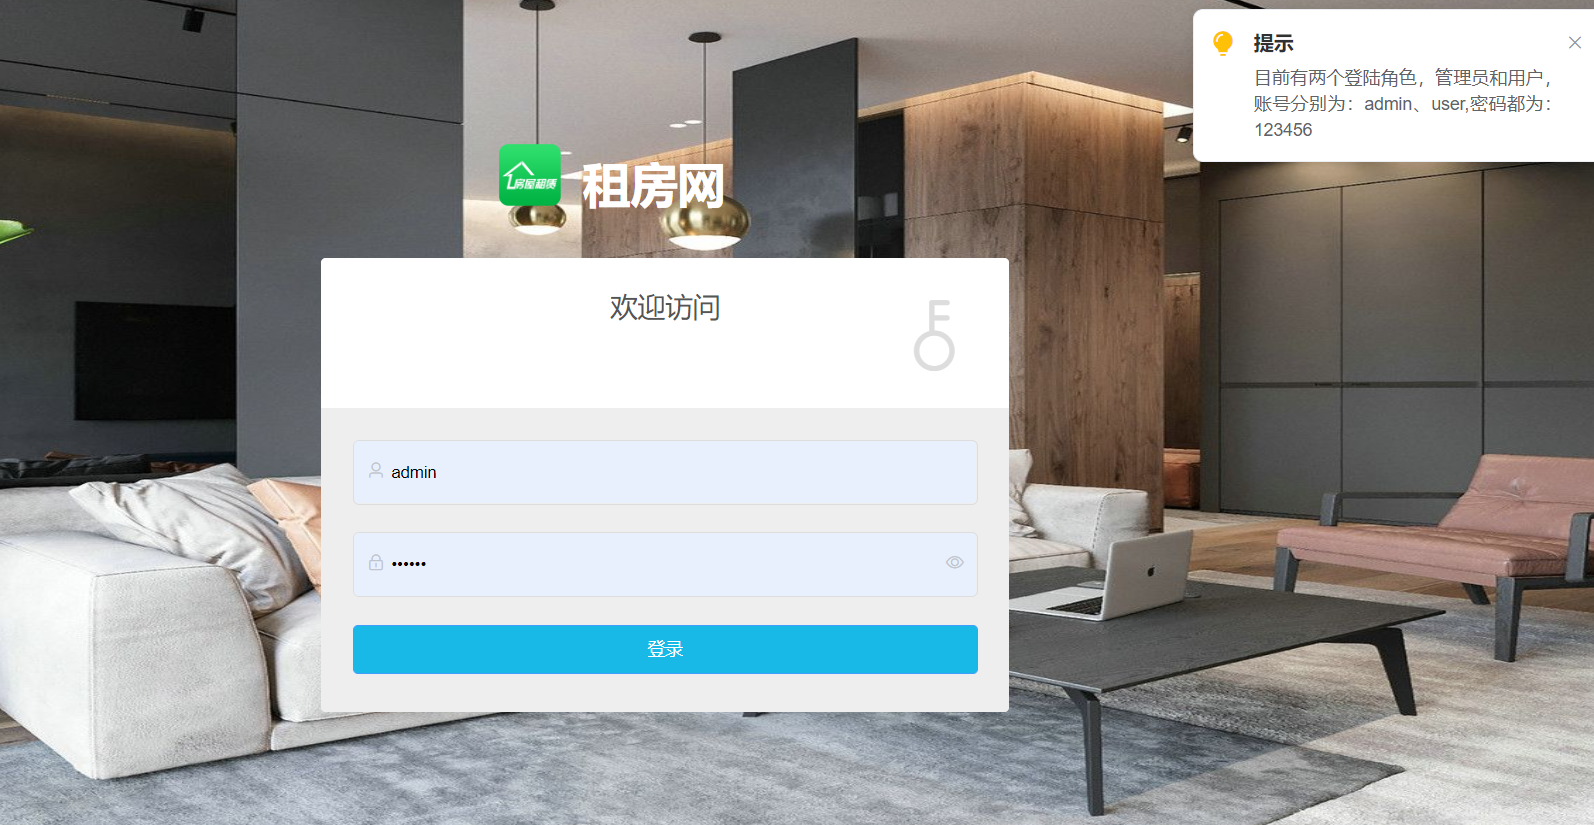 提示
目前有两个登陆角色，管理员和用户，
账号分别为：admin、user,密码都为：
123456
房屋租赁
租房网
欢迎访问
admin
••••••
登录